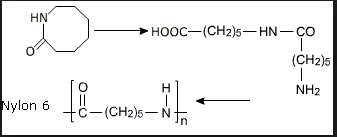 HN
O
HOOC—(CH2)5—HN—C=O
(CH2)5
NH2
Nylon 6
[C(=O)—(CH2)5—N(H)]n